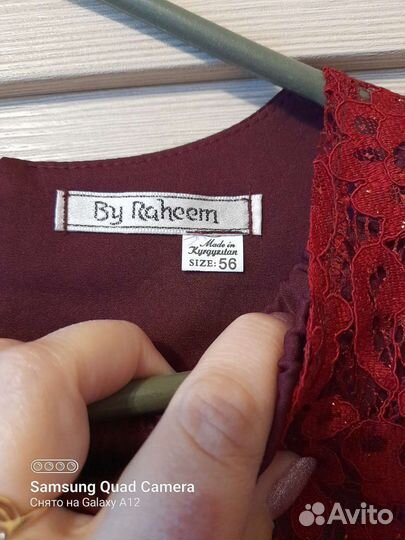 By Raheem
Made in
Kyrgyzstan
SIZE: 56
SAMSUNG QUAD CAMERA
Снято на Galaxy A12
Avito